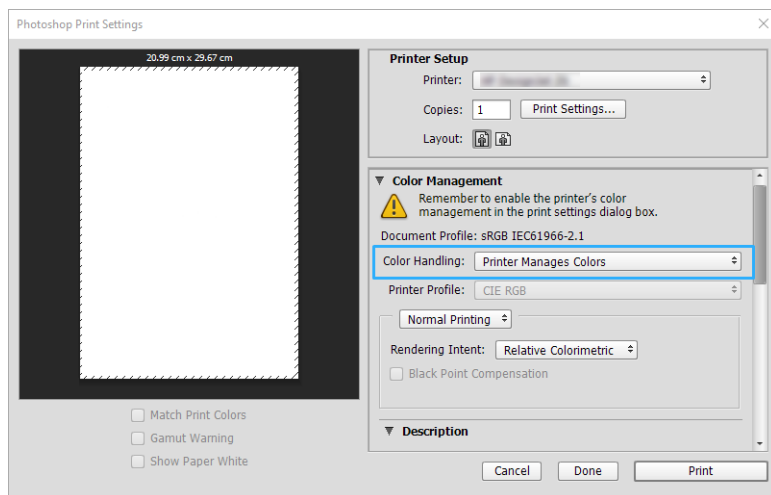 Photoshop Print Settings
20.99 cm x 29.67 cm
Match Print Colors
Gamut Warning
Show Paper White
Printer Setup
Printer:
Copies: 1 Print Settings...
Layout:
Color Management
Remember to enable the printer's color
management in the print settings dialog box.
Document Profile: sRGB IEC61966-2.1
Color Handling: Printer Manages Colors
Printer Profile: CIE RGB
Normal Printing
Rendering Intent: Relative Colorimetric
Black Point Compensation
Description
Cancel Done Print